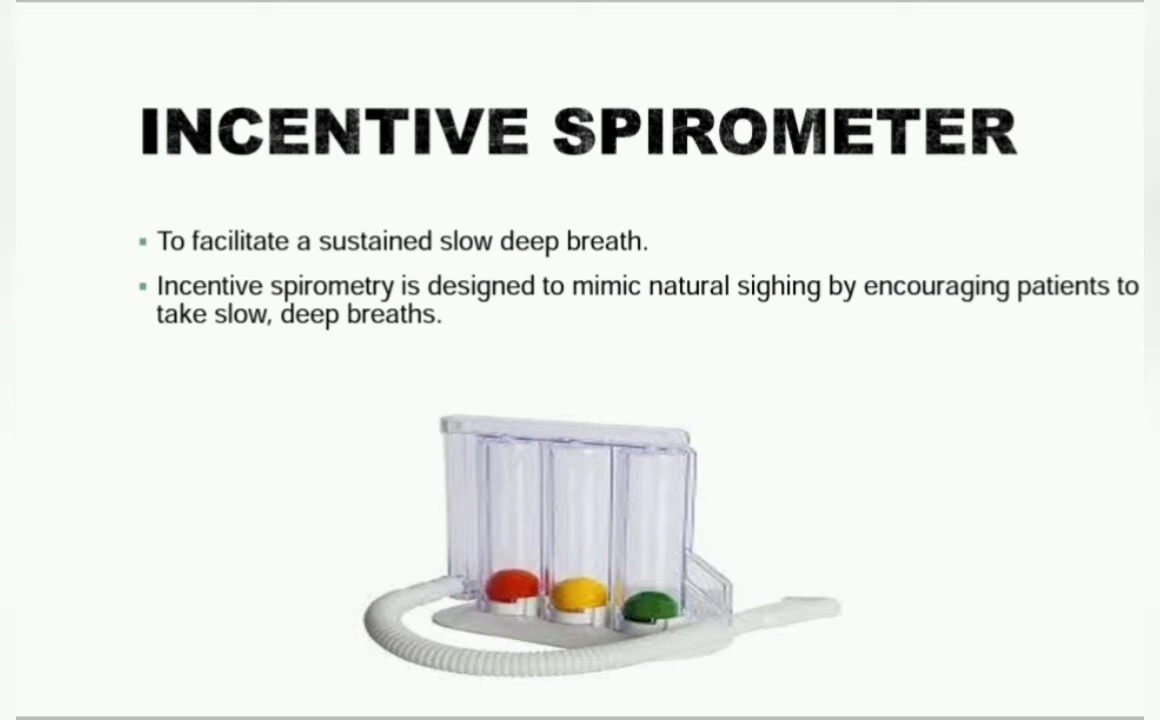 INCENTIVE SPIROMETER
▪ To facilitate a sustained slow deep breath.
▪ Incentive spirometry is designed to mimic natural sighing by encouraging patients to
take slow, deep breaths.